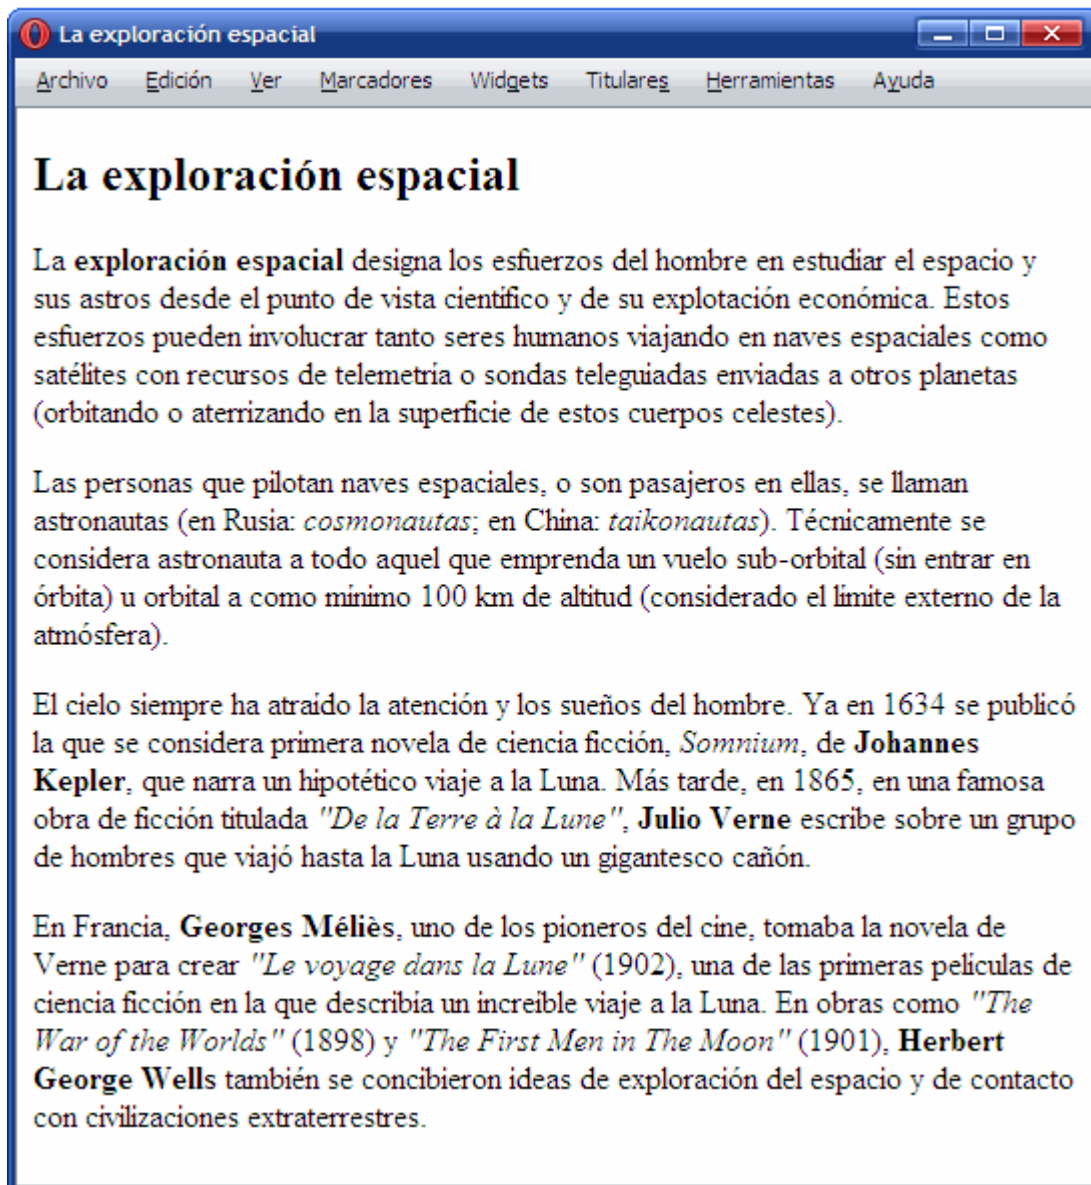 La exploración espacial
Archivo Edición Ver Marcadores Widgets Titulares Herramientas Ayuda
La exploración espacial
La exploración espacial designa los esfuerzos del hombre en estudiar el espacio y
sus astros desde el punto de vista científico y de su explotación económica. Estos
esfuerzos pueden involucrar tanto seres humanos viajando en naves espaciales como
satélites con recursos de telemetría o sondas teleguiadas enviadas a otros planetas
(orbitando o aterrizando en la superficie de estos cuerpos celestes).
Las personas que pilotan naves espaciales, o son pasajeros en ellas, se llaman
astronautas (en Rusia: cosmonautas; en China: taikonautas). Técnicamente se
considera astronauta a todo aquel que emprenda un vuelo sub-orbital (sin entrar en
órbita) u orbital a como mínimo 100 km de altitud (considerado el límite externo de la
atmósfera).
El cielo siempre ha atraído la atención y los sueños del hombre. Ya en 1634 se publicó
la que se considera primera novela de ciencia ficción, Somnium, de Johannes
Kepler, que narra un hipotético viaje a la Luna. Más tarde, en 1865, en una famosa
obra de ficción titulada "De la Terre à la Lune", Julio Verne escribe sobre un grupo
de hombres que viajó hasta la Luna usando un gigantesco cañón.
En Francia, Georges Méliès, uno de los pioneros del cine, tomaba la novela de
Verne para crear "Le voyage dans la Lune" (1902), una de las primeras películas de
ciencia ficción en la que describía un increíble viaje a la Luna. En obras como "The
War of the Worlds" (1898) y "The First Men in The Moon" (1901), Herbert
George Wells también se concibieron ideas de exploración del espacio y de contacto
con civilizaciones extraterrestres.